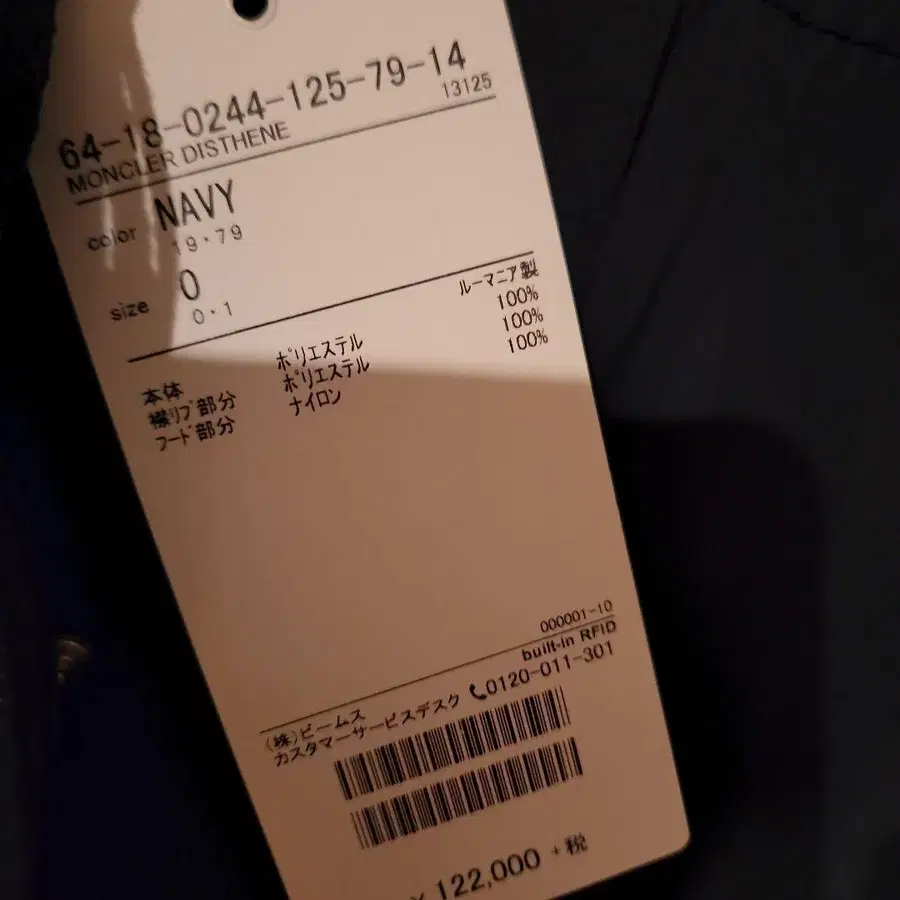 64-18-0244-125-79-14
MONCLER DISTHENE 13125
color NAVY
19・79
size 0
0・1
ルーマニア製
本体 ポリエステル 100%
襟リブ部分 ポリエステル 100%
フード部分 ナイロン 100%
000001-10
built-in RFID
(株)ビームス
カスタマーサービスデスク 0120-011-301
¥ 122,000 +税